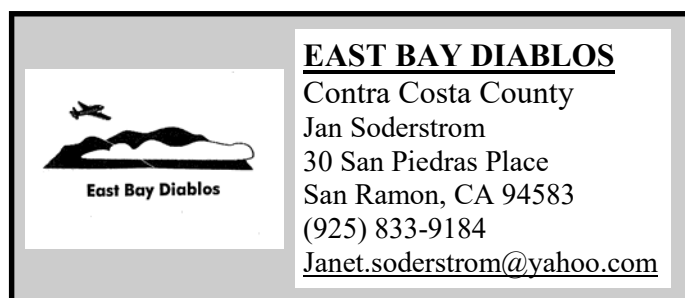 East Bay Diablos
EAST BAY DIABLOS
Contra Costa County
Jan Soderstrom
30 San Piedras Place
San Ramon, CA 94583
(925) 833-9184
Janet.soderstrom@yahoo.com